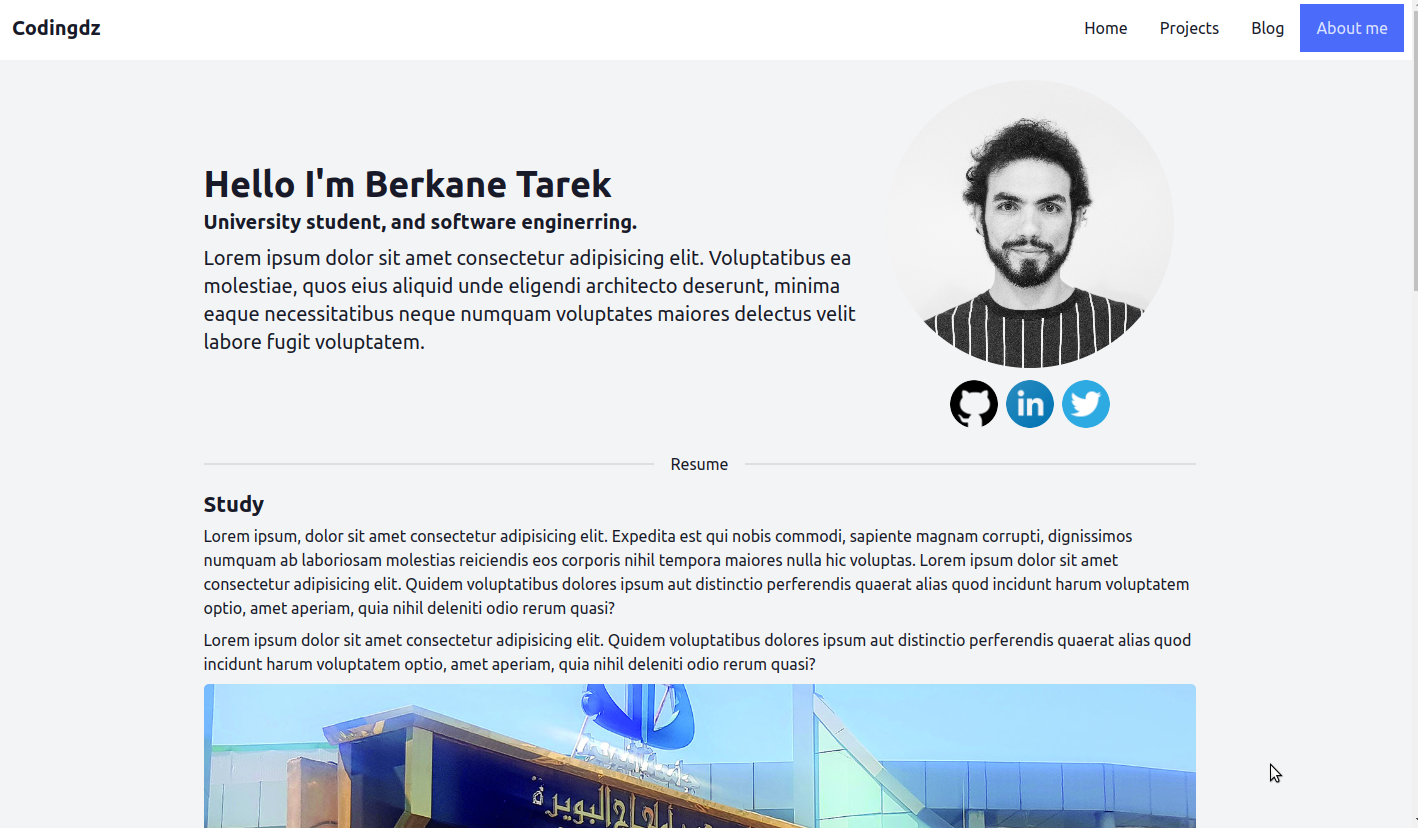 Codingdz
Home
Projects
Blog
About me
Hello I'm Berkane Tarek
University student, and software enginerring.
Lorem ipsum dolor sit amet consectetur adipisicing elit. Voluptatibus ea
molestiae, quos eius aliquid unde eligendi architecto deserunt, minima
eaque necessitatibus neque numquam voluptates maiores delectus velit
labore fugit voluptatem.
in
Resume
Study
Lorem ipsum, dolor sit amet consectetur adipisicing elit. Expedita est qui nobis commodi, sapiente magnam corrupti, dignissimos
numquam ab laboriosam molestias reiciendis eos corporis nihil tempora maiores nulla hic voluptas. Lorem ipsum dolor sit amet
consectetur adipisicing elit. Quidem voluptatibus dolores ipsum aut distinctio perferendis quaerat alias quod incidunt harum voluptatem
optio, amet aperiam, quia nihil deleniti odio rerum quasi?
Lorem ipsum dolor sit amet consectetur adipisicing elit. Quidem voluptatibus dolores ipsum aut distinctio perferendis quaerat alias quod
incidunt harum voluptatem optio, amet aperiam, quia nihil deleniti odio rerum quasi?
البويرة